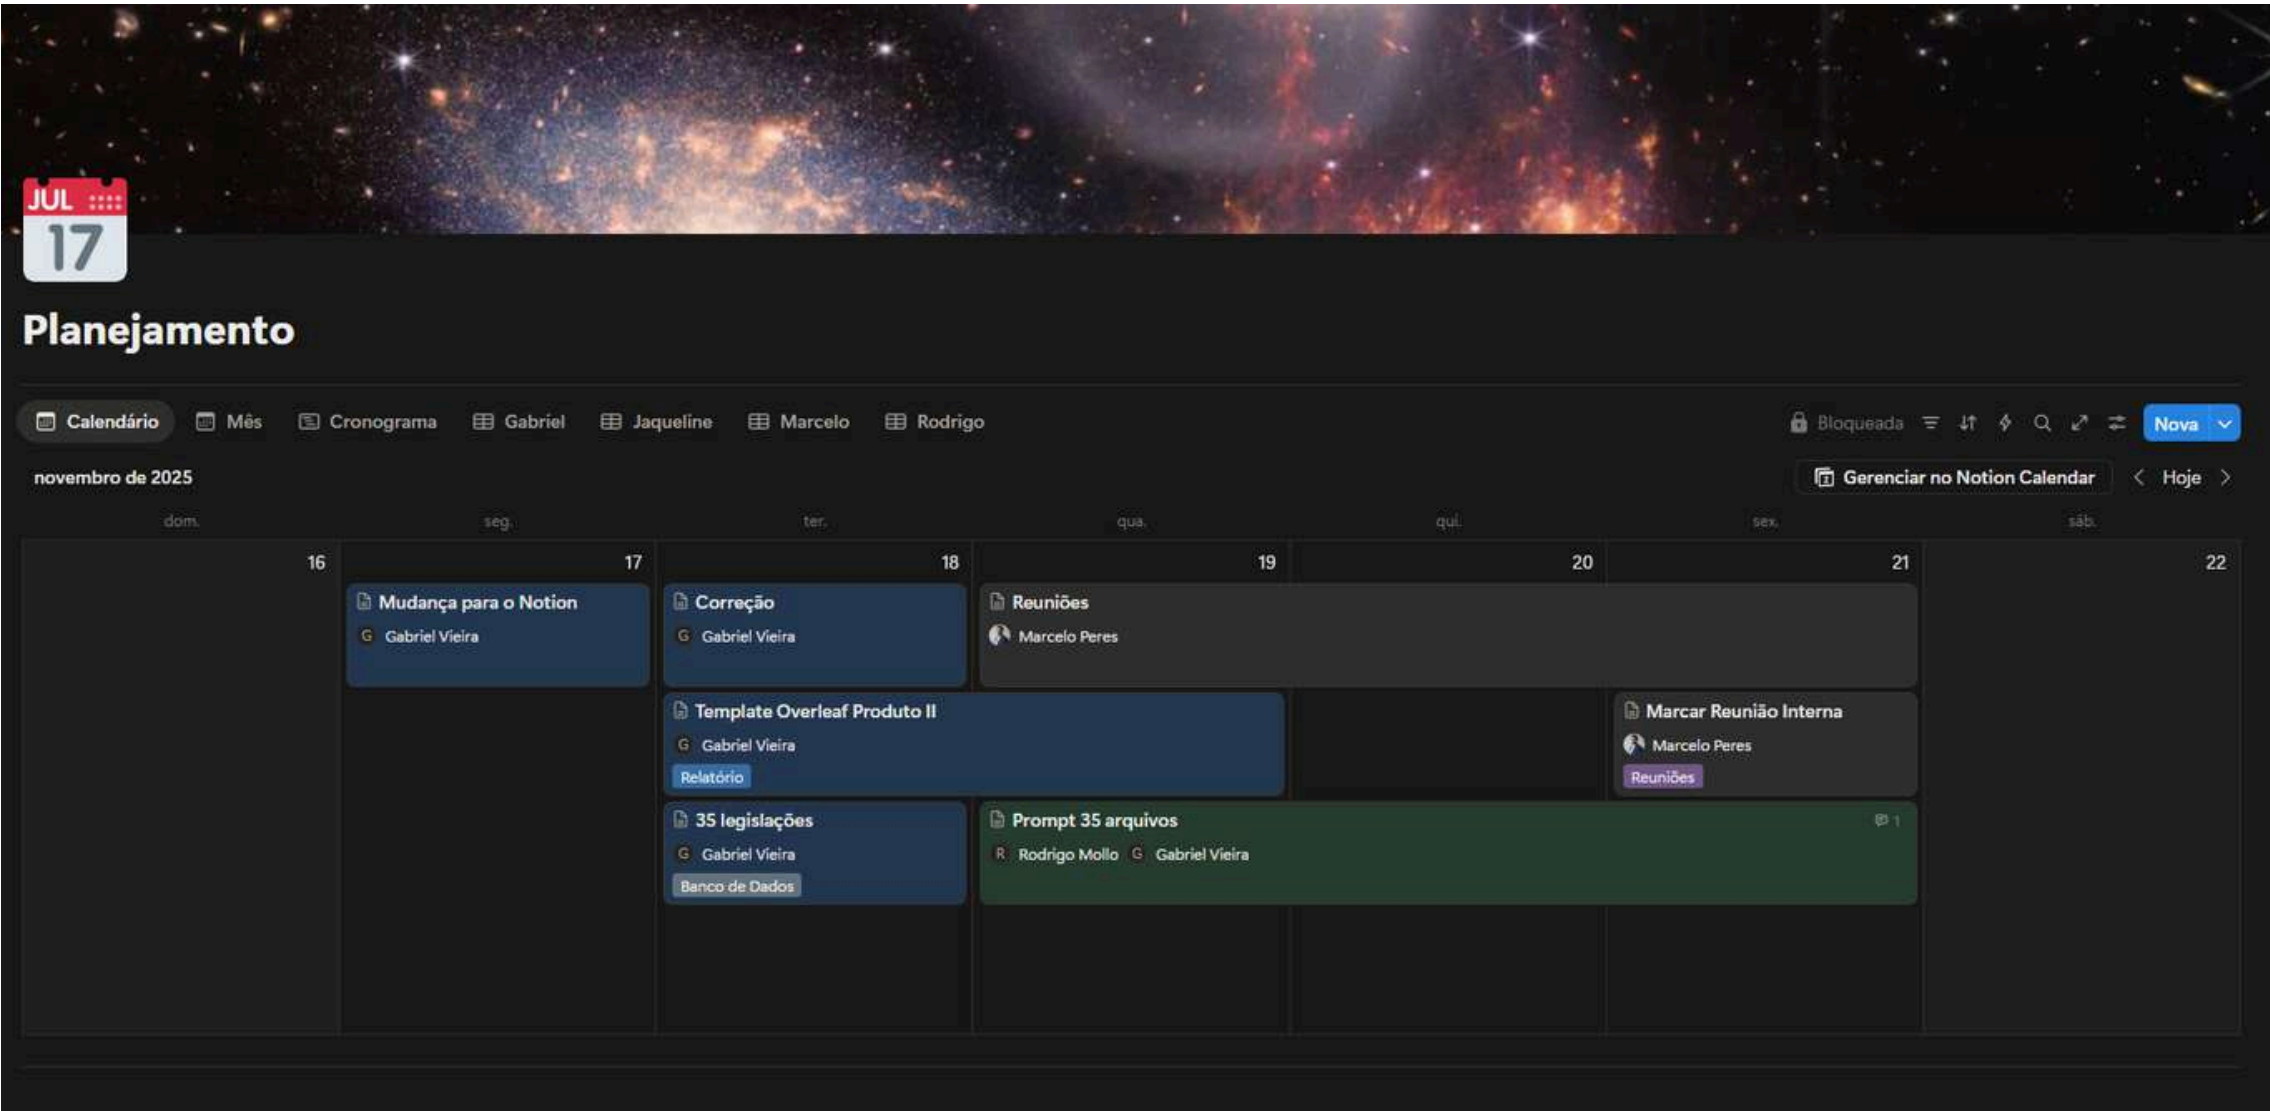 JUL
17
Planejamento
Calendário Mês Cronograma Gabriel Jaqueline Marcelo Rodrigo Bloqueada Nova
novembro de 2025 Gerenciar no Notion Calendar Hoje
dom. seg. ter. qua. qui. sex. sáb.
16 17 18 19 20 21 22
Mudança para o Notion Correção Reuniões
G Gabriel Vieira G Gabriel Vieira Marcelo Peres
Template Overleaf Produto II Marcar Reunião Interna
G Gabriel Vieira Marcelo Peres
Relatório Reuniões
35 legislações Prompt 35 arquivos 1
G Gabriel Vieira R Rodrigo Mollo G Gabriel Vieira
Banco de Dados